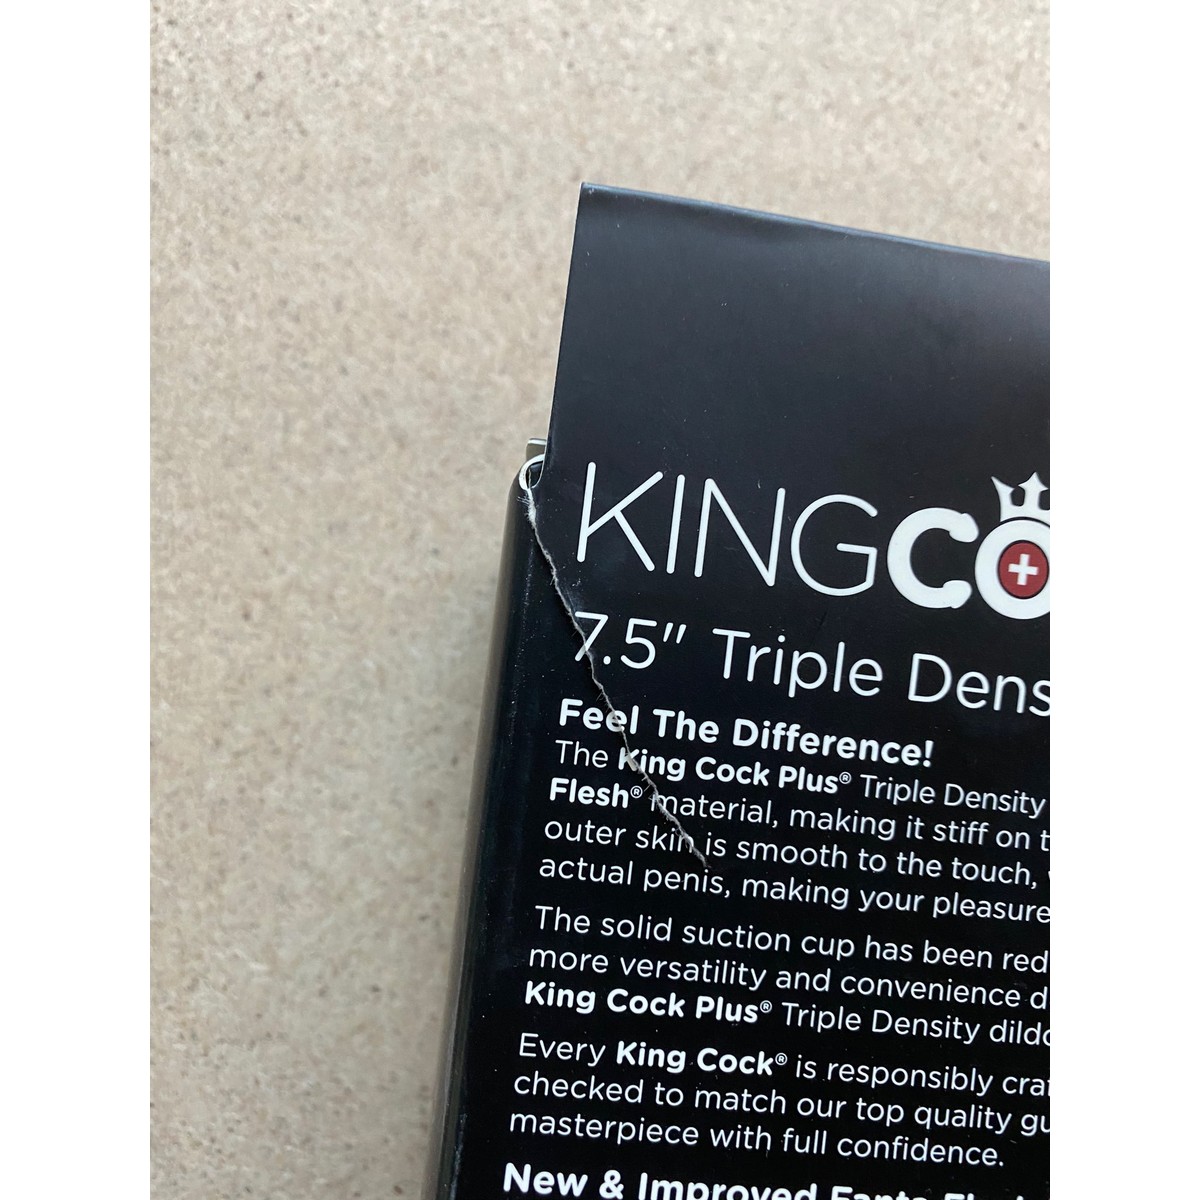 KINGCO
7.5" Triple Dens
Feel The Difference!
The King Cock Plus® Triple Density
Flesh® material, making it stiff on t
outer skin is smooth to the touch,
actual penis, making your pleasure
The solid suction cup has been red
more versatility and convenience d
King Cock Plus® Triple Density dildo
Every King Cock® is responsibly craf
checked to match our top quality gu
masterpiece with full confidence.
New & Improved Fanta Fl